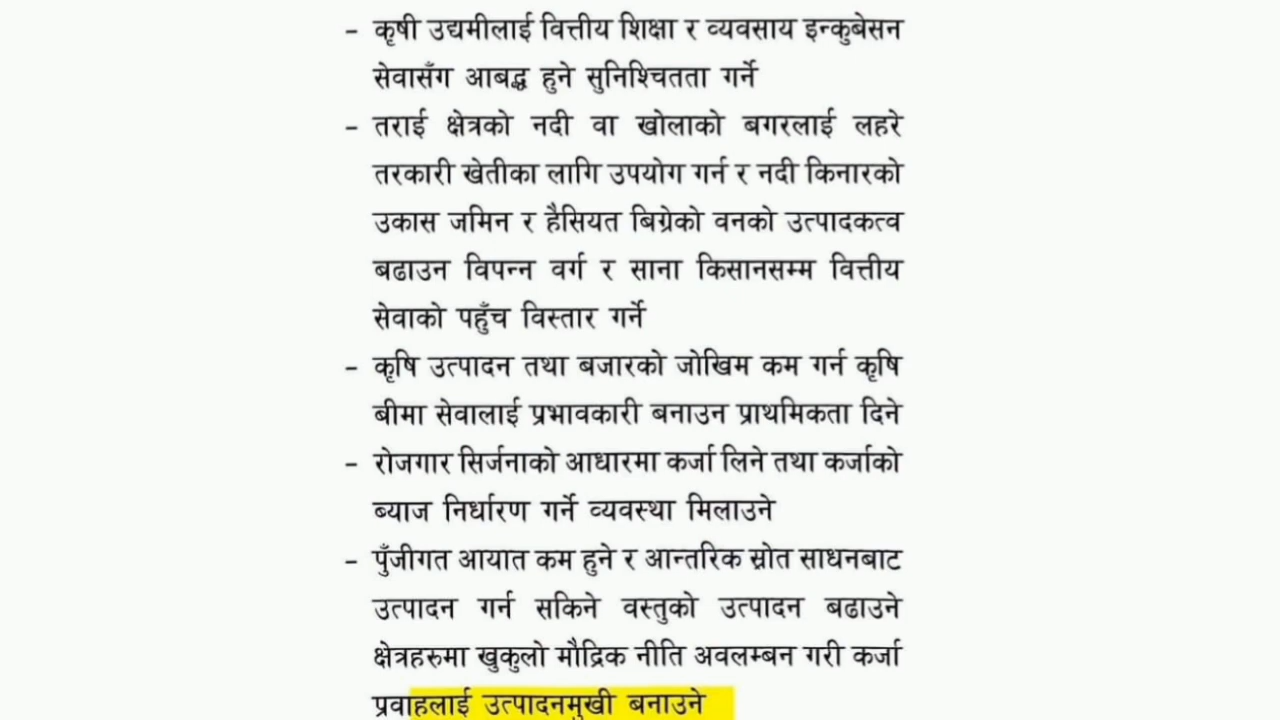 - कृषी उद्यमीलाई वित्तीय शिक्षा र व्यवसाय इन्कुबेसन
सेवासँग आबद्ध हुने सुनिश्चितता गर्ने
- तराई क्षेत्रको नदी वा खोलाको बगरलाई लहरे
तरकारी खेतीका लागि उपयोग गर्न र नदी किनारको
उकास जमिन र हैसियत बिग्रेको वनको उत्पादकत्व
बढाउन विपन्न वर्ग र साना किसानसम्म वित्तीय
सेवाको पहुँच विस्तार गर्ने
- कृषि उत्पादन तथा बजारको जोखिम कम गर्न कृषि
बीमा सेवालाई प्रभावकारी बनाउन प्राथमिकता दिने
- रोजगार सिर्जनाको आधारमा कर्जा लिने तथा कर्जाको
ब्याज निर्धारण गर्ने व्यवस्था मिलाउने
- पुँजीगत आयात कम हुने र आन्तरिक स्रोत साधनबाट
उत्पादन गर्न सकिने वस्तुको उत्पादन बढाउने
क्षेत्रहरुमा खुकुलो मौद्रिक नीति अवलम्बन गरी कर्जा
प्रवाहलाई उत्पादनमुखी बनाउने